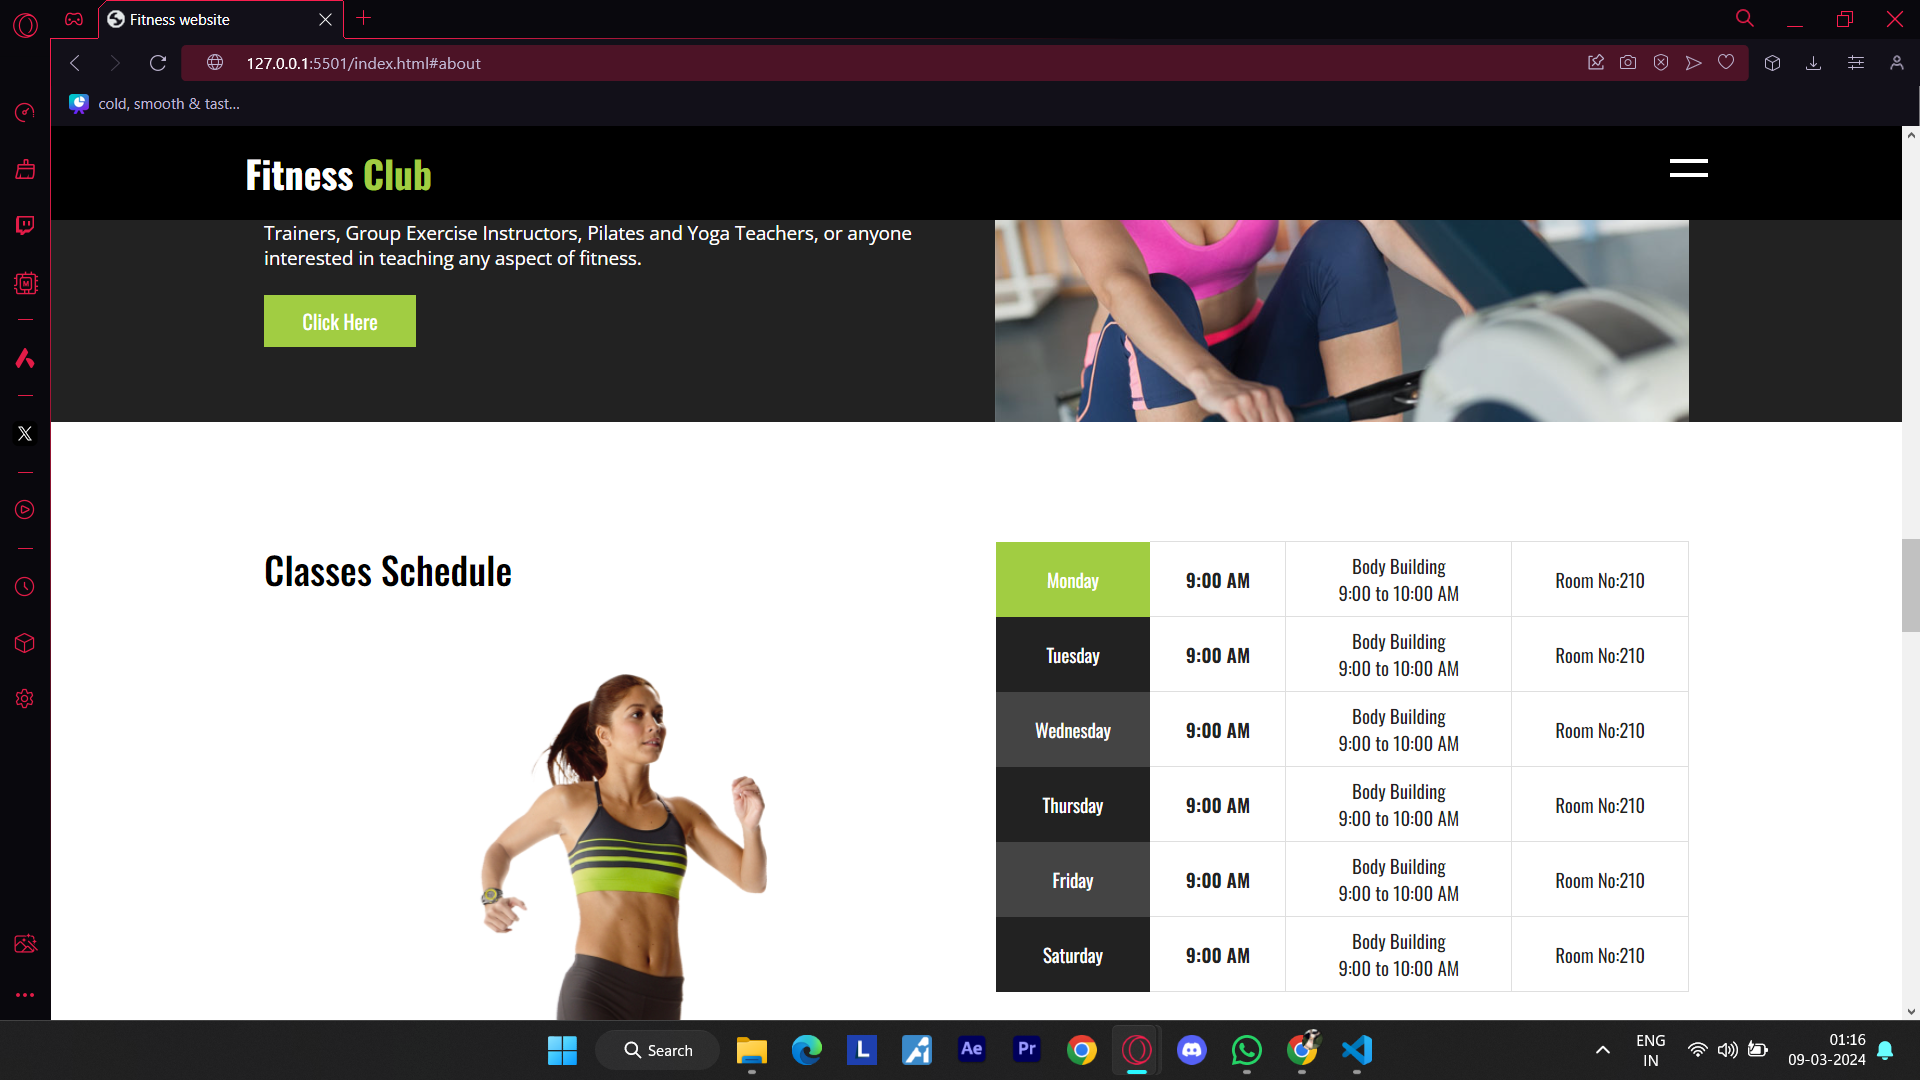 Fitness website
127.0.0.1:5501/index.html#about
cold, smooth & tast...
Fitness Club
Trainers, Group Exercise Instructors, Pilates and Yoga Teachers, or anyone
interested in teaching any aspect of fitness.
Click Here
Classes Schedule
Monday
9:00 AM
Body Building
9:00 to 10:00 AM
Room No:210
Tuesday
9:00 AM
Body Building
9:00 to 10:00 AM
Room No:210
Wednesday
9:00 AM
Body Building
9:00 to 10:00 AM
Room No:210
Thursday
9:00 AM
Body Building
9:00 to 10:00 AM
Room No:210
Friday
9:00 AM
Body Building
9:00 to 10:00 AM
Room No:210
Saturday
9:00 AM
Body Building
9:00 to 10:00 AM
Room No:210
Search
L
Ae
Pr
ENG
IN
01:16
09-03-2024